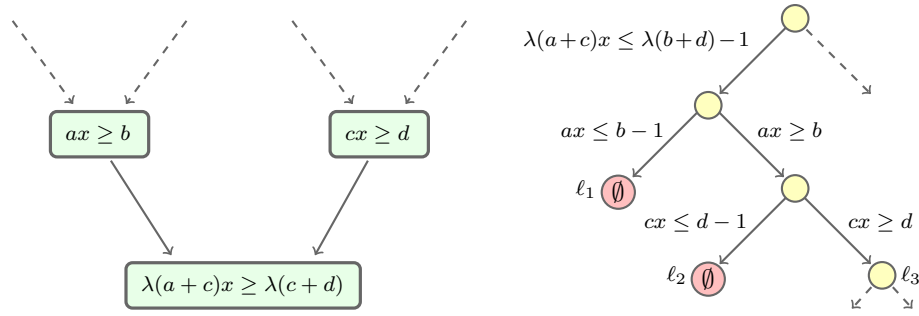 ax ≥ b
cx ≥ d
λ(a + c)x ≥ λ(c + d)
λ(a+c)x ≤ λ(b+d)−1
ax ≤ b − 1
ax ≥ b
ℓ₁ ∅
cx ≤ d − 1
cx ≥ d
ℓ₂ ∅
ℓ₃